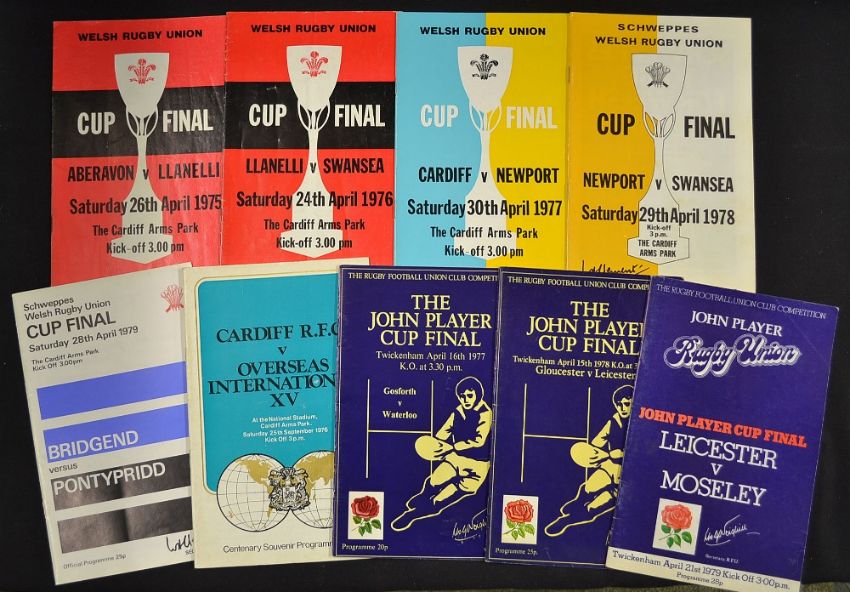 WELSH RUGBY UNION
CUP FINAL
ABERAVON v LLANELLI
Saturday 26th April 1975
The Cardiff Arms Park
Kick-off 3.00 pm
WELSH RUGBY UNION
CUP FINAL
LLANELLI v SWANSEA
Saturday 24th April 1976
The Cardiff Arms Park
Kick-off 3.00 pm
WELSH RUGBY UNION
CUP FINAL
CARDIFF v NEWPORT
Saturday 30th April 1977
The Cardiff Arms Park
Kick-off 3.00 pm
SCHWEPPES
WELSH RUGBY UNION
CUP FINAL
NEWPORT v SWANSEA
Saturday 29th April 1978
Kick-off
3 p.m.
THE CARDIFF
ARMS PARK
Schweppes
Welsh Rugby Union
CUP FINAL
Saturday 28th April 1979
The Cardiff Arms Park
Kick Off 3.00pm
BRIDGEND
versus
PONTYPRIDD
Official Programme 25p
CARDIFF R.F.C.
v
OVERSEAS
INTERNATION
XV
At the National Stadium,
Cardiff Arms Park,
Saturday 25th September 1976
Kick Off 3p.m.
Centenary Souvenir Programm
THE RUGBY FOOTBALL UNION CLUB COMPETITION
THE
JOHN PLAYER
CUP FINAL
Twickenham April 16th 1977
K.O. at 3.30 p.m.
Gosforth
v
Waterloo
Programme 20p
THE RUGBY FOOTBALL UNION CLUB COMPETITION
THE
JOHN PLAYER
CUP FINAL
Twickenham April 15th 1978 K.O. at 3.
Gloucester v Leicester
Programme 25p.
THE RUGBY FOOTBALL UNION CLUB COMPETITION
JOHN PLAYER
Rugby Union
JOHN PLAYER CUP FINAL
LEICESTER
v
MOSELEY
Secretary R.F.U.
Twickenham April 21st 1979 Kick Off 3:00p.m.
Programme 25p